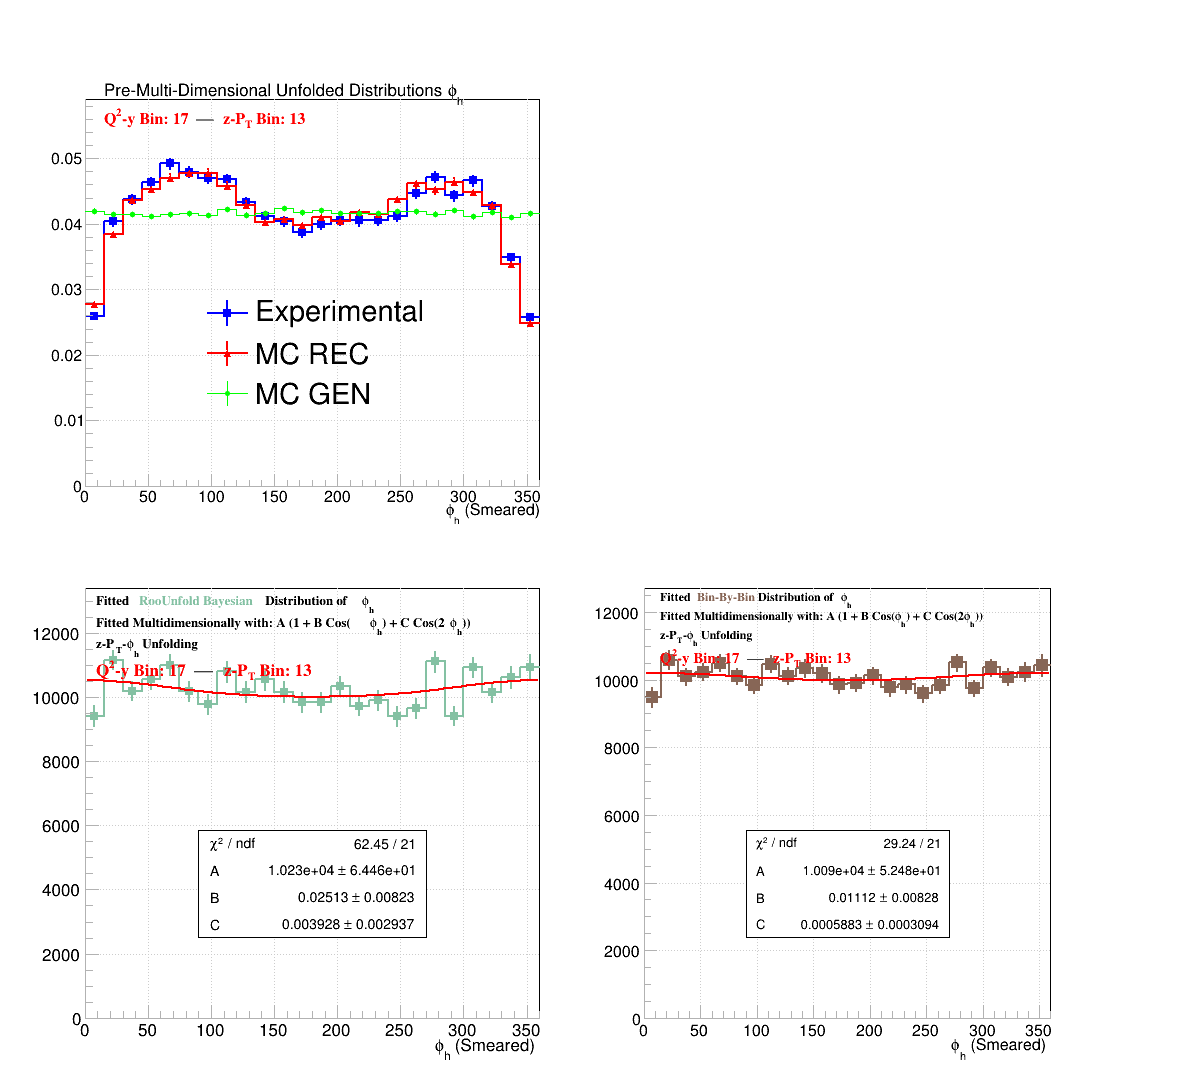 Pre-Multi-Dimensional Unfolded Distributions ϕh
Q2-y Bin: 17 — z-PT Bin: 13
0.05
0.04
0.03
0.02
0.01
0
Experimental
MC REC
MC GEN
0 50 100 150 200 250 300 350
ϕh (Smeared)
Fitted RooUnfold Bayesian Distribution of ϕh
Fitted Multidimensionally with: A (1 + B Cos( ϕh) + C Cos(2 ϕh))
z-PT-ϕh Unfolding
Q2-y Bin: 17 — z-PT Bin: 13
12000
10000
8000
6000
4000
2000
0
χ2 / ndf 62.45 / 21
A 1.023e+04 ± 6.446e+01
B 0.02513 ± 0.00823
C 0.003928 ± 0.002937
0 50 100 150 200 250 300 350
ϕh (Smeared)
Fitted Bin-By-Bin Distribution of ϕh
Fitted Multidimensionally with: A (1 + B Cos(ϕh) + C Cos(2ϕh))
z-PT-ϕh Unfolding
Q2-y Bin: 17 — z-PT Bin: 13
12000
10000
8000
6000
4000
2000
0
χ2 / ndf 29.24 / 21
A 1.009e+04 ± 5.248e+01
B 0.01112 ± 0.00828
C 0.0005883 ± 0.0003094
0 50 100 150 200 250 300 350
ϕh (Smeared)